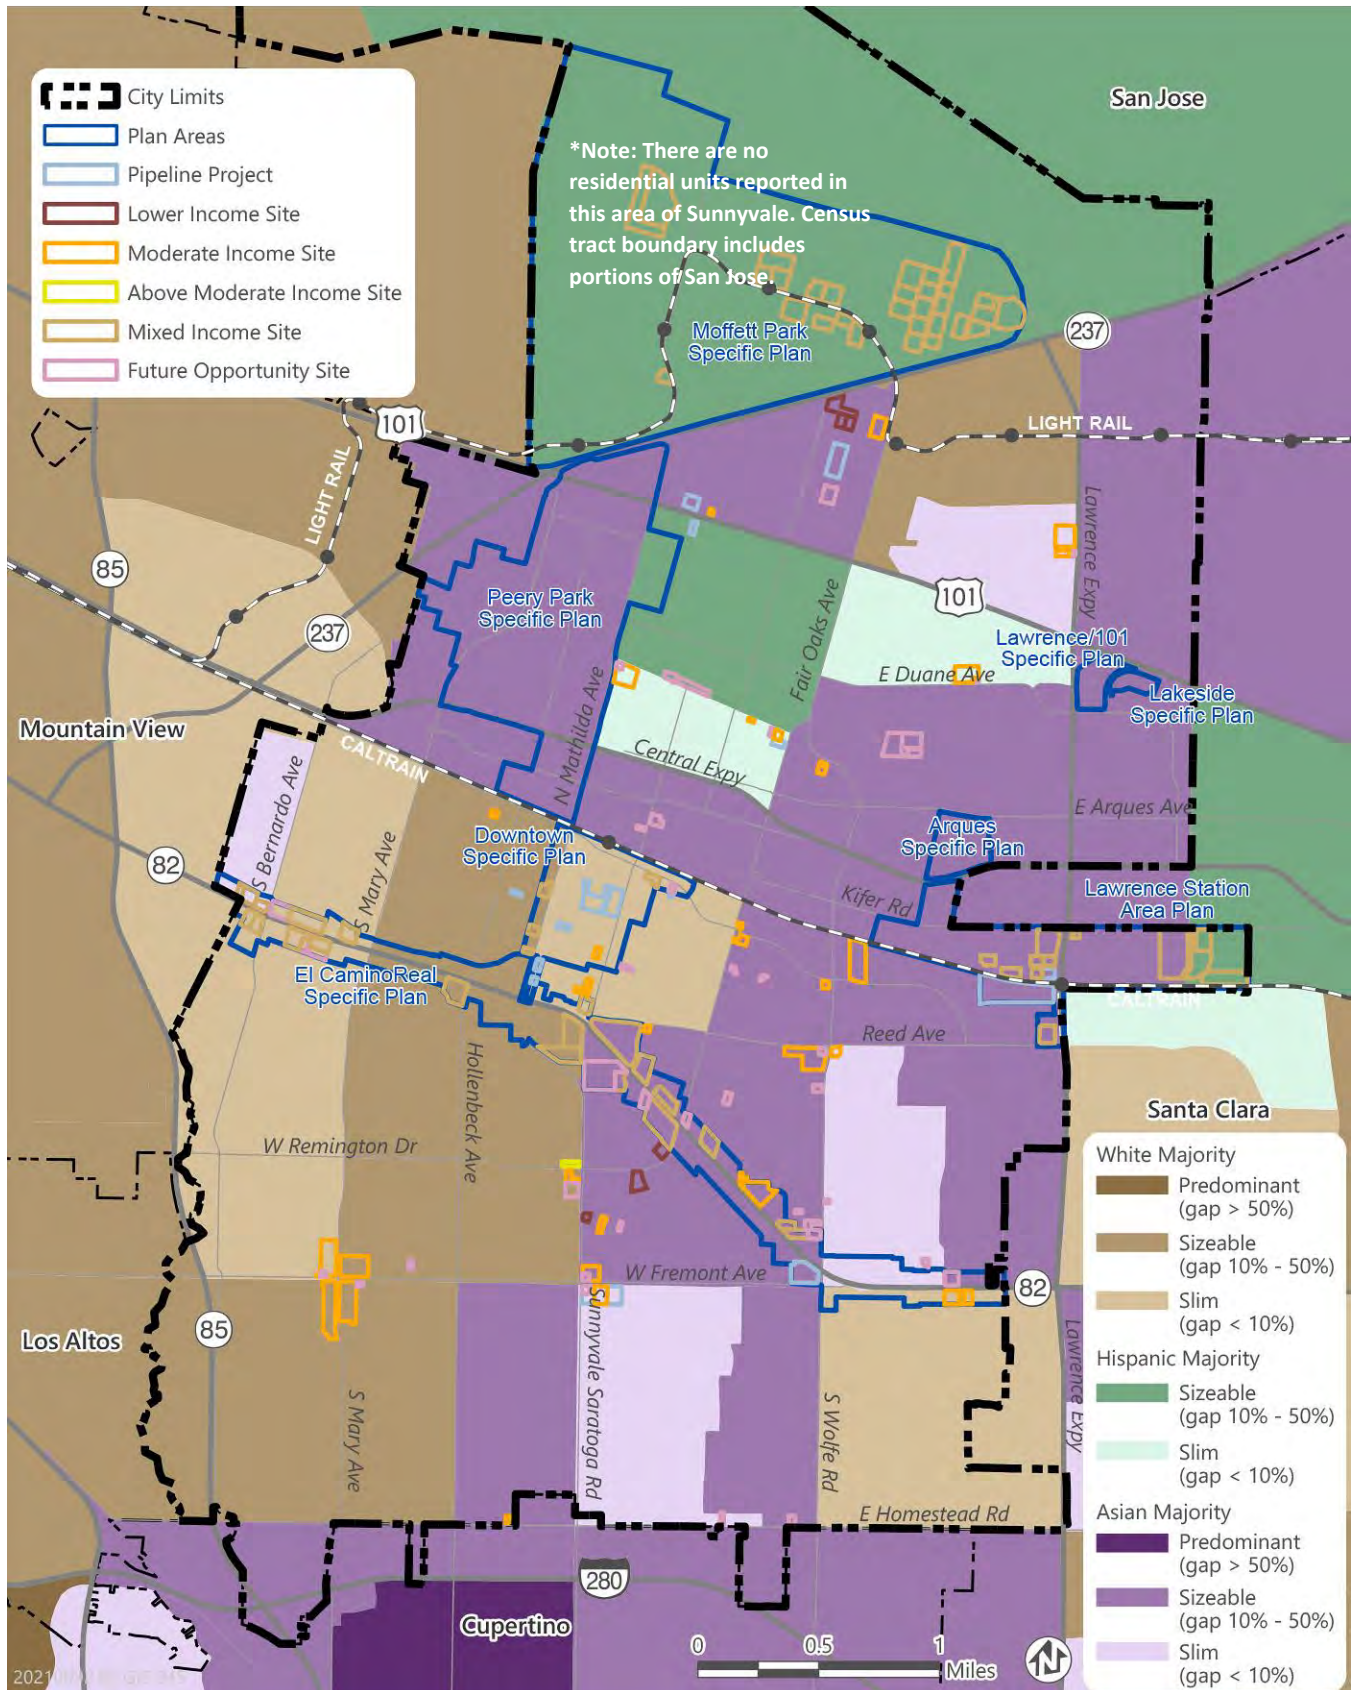 City Limits
Plan Areas
Pipeline Project
Lower Income Site
Moderate Income Site
Above Moderate Income Site
Mixed Income Site
Future Opportunity Site
San Jose
*Note: There are no
residential units reported in
this area of Sunnyvale. Census
tract boundary includes
portions of San Jose.
Moffett Park
Specific Plan
237
101
LIGHT RAIL
LIGHT RAIL
Lawrence Expy
85
237
Peery Park
Specific Plan
101
Fair Oaks Ave
Lawrence/101
Specific Plan
E Duane Ave
Lakeside
Specific Plan
Mountain View
N Mathilda Ave
CALTRAIN
Central Expy
S Bernardo Ave
S Mary Ave
E Arques Ave
Downtown
Specific Plan
Arques
Specific Plan
82
Kifer Rd
Lawrence Station
Area Plan
El CaminoReal
Specific Plan
CALTRAIN
Reed Ave
Hollenbeck Ave
Santa Clara
W Remington Dr
W Fremont Ave
82
Los Altos
85
Sunnyvale Saratoga Rd
Lawrence Expy
S Mary Ave
S Wolfe Rd
E Homestead Rd
280
Cupertino
0 0.5 1
Miles
N
White Majority
Predominant
(gap > 50%)
Sizeable
(gap 10% - 50%)
Slim
(gap < 10%)
Hispanic Majority
Sizeable
(gap 10% - 50%)
Slim
(gap < 10%)
Asian Majority
Predominant
(gap > 50%)
Sizeable
(gap 10% - 50%)
Slim
(gap < 10%)